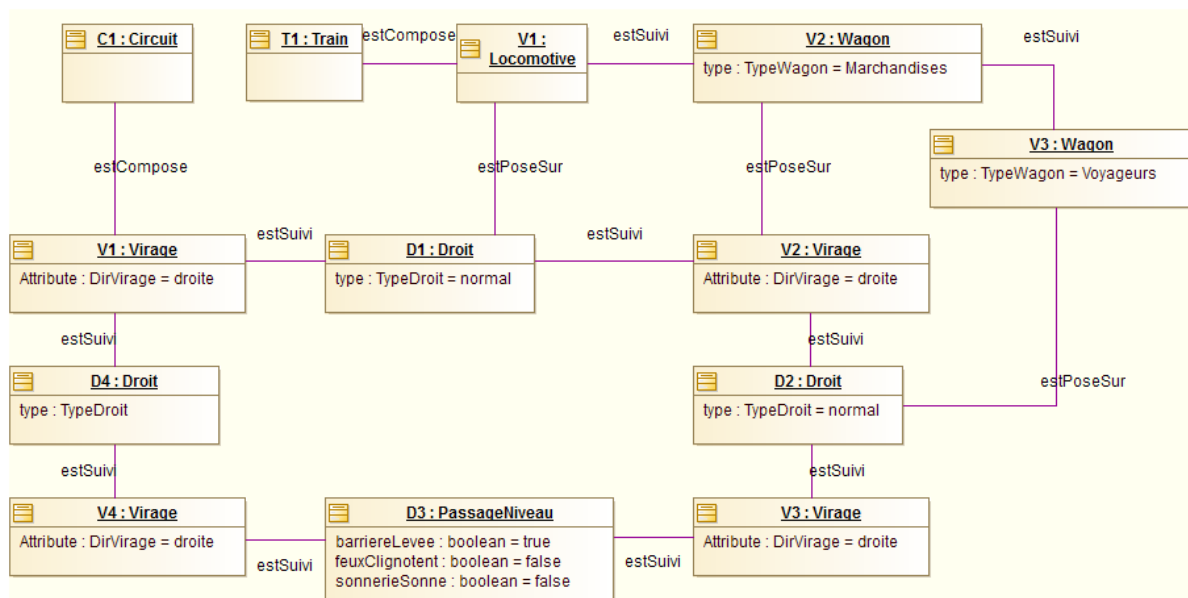 C1 : Circuit
T1 : Train
estCompose
V1 :
Locomotive
estSuivi
V2 : Wagon
type : TypeWagon = Marchandises
estSuivi
V3 : Wagon
type : TypeWagon = Voyageurs
estCompose
estPoseSur
estPoseSur
V1 : Virage
Attribute : DirVirage = droite
estSuivi
D1 : Droit
type : TypeDroit = normal
estSuivi
V2 : Virage
Attribute : DirVirage = droite
estSuivi
estSuivi
D4 : Droit
type : TypeDroit
D2 : Droit
type : TypeDroit = normal
estPoseSur
estSuivi
estSuivi
V4 : Virage
Attribute : DirVirage = droite
estSuivi
D3 : PassageNiveau
barriereLevee : boolean = true
feuxClignotent : boolean = false
sonnerieSonne : boolean = false
estSuivi
V3 : Virage
Attribute : DirVirage = droite